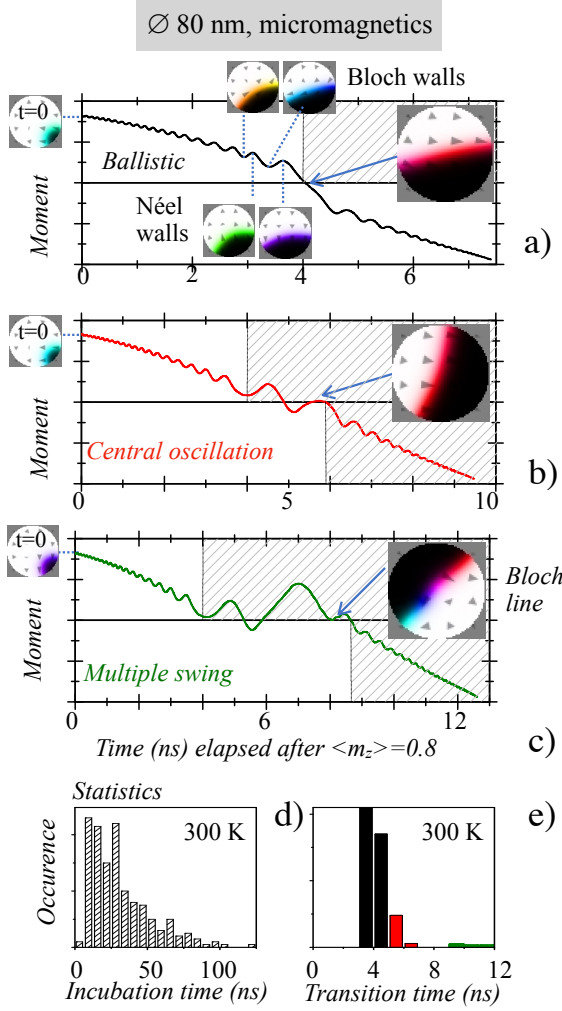 ∅ 80 nm, micromagnetics
Bloch walls
t=0
Ballistic
Néel
walls
Moment
a)
0 2 4 6
t=0
Moment
Central oscillation
b)
0 5 10
t=0
Moment
Bloch
line
Multiple swing
0 6 12
Time (ns) elapsed after <m_z>=0.8
c)
Statistics
Occurence
300 K
d)
300 K
e)
0 50 100
0 4 8 12
Incubation time (ns)
Transition time (ns)